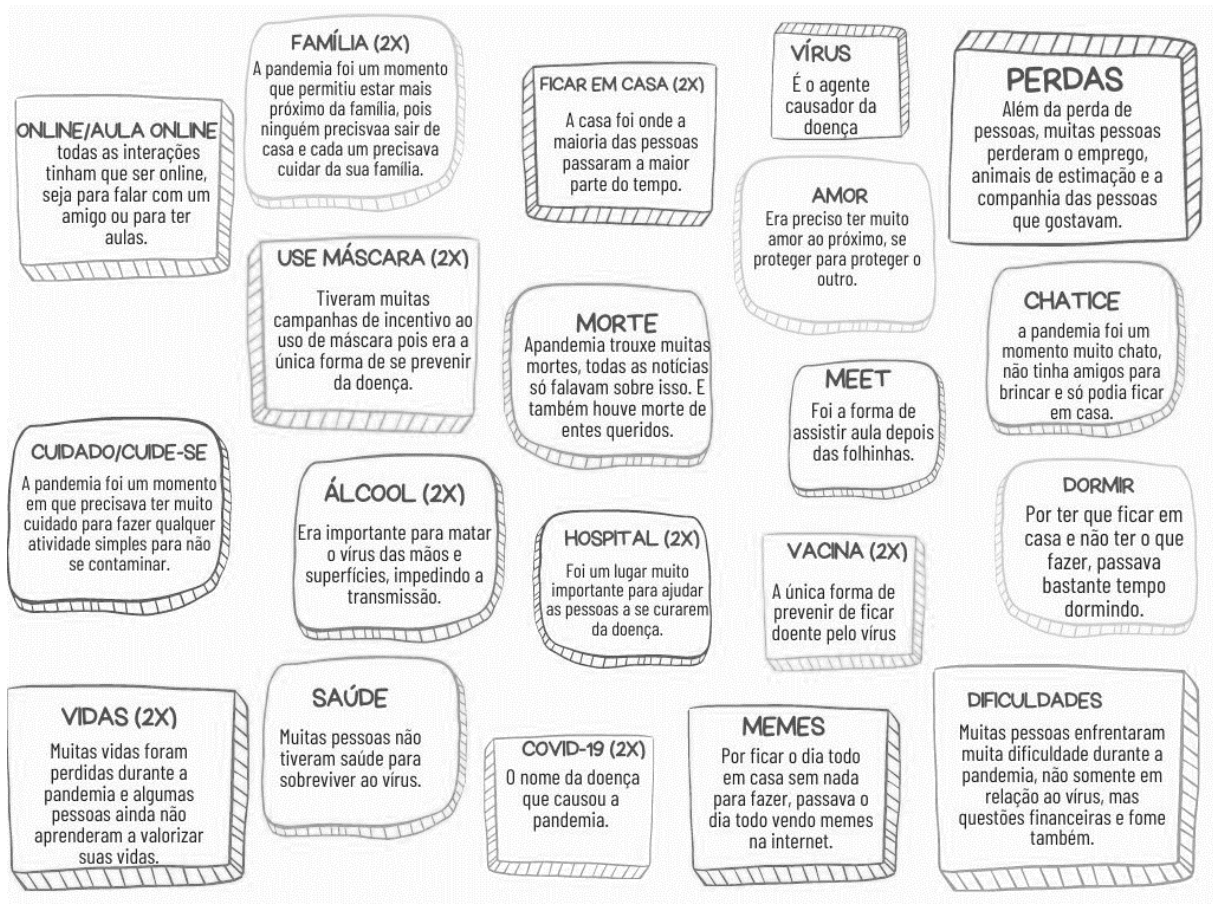 FAMÍLIA (2X)
A pandemia foi um momento
que permitiu estar mais
próximo da família, pois
ninguém precisvaa sair de
casa e cada um precisava
cuidar da sua família.
VÍRUS
É o agente
causador da
doença
PERDAS
Além da perda de
pessoas, muitas pessoas
perderam o emprego,
animais de estimação e a
companhia das pessoas
que gostavam.
FICAR EM CASA (2X)
A casa foi onde a
maioria das pessoas
passaram a maior
parte do tempo.
ONLINE/AULA ONLINE
todas as interações
tinham que ser online,
seja para falar com um
amigo ou para ter
aulas.
AMOR
Era preciso ter muito
amor ao próximo, se
proteger para proteger o
outro.
USE MÁSCARA (2X)
Tiveram muitas
campanhas de incentivo ao
uso de máscara pois era a
única forma de se prevenir
da doença.
MORTE
Apandemia trouxe muitas
mortes, todas as notícias
só falavam sobre isso. E
também houve morte de
entes queridos.
CHATICE
a pandemia foi um
momento muito chato,
não tinha amigos para
brincar e só podia ficar
em casa.
MEET
Foi a forma de
assistir aula depois
das folhinhas.
CUIDADO/CUIDE-SE
A pandemia foi um momento
em que precisava ter muito
cuidado para fazer qualquer
atividade simples para não
se contaminar.
ÁLCOOL (2X)
Era importante para matar
o vírus das mãos e
superfícies, impedindo a
transmissão.
HOSPITAL (2X)
Foi um lugar muito
importante para ajudar
as pessoas a se curarem
da doença.
VACINA (2X)
A única forma de
prevenir de ficar
doente pelo vírus
DORMIR
Por ter que ficar em
casa e não ter o que
fazer, passava
bastante tempo
dormindo.
VIDAS (2X)
Muitas vidas foram
perdidas durante a
pandemia e algumas
pessoas ainda não
aprenderam a valorizar
suas vidas.
SAÚDE
Muitas pessoas não
tiveram saúde para
sobreviver ao vírus.
COVID-19 (2X)
O nome da doença
que causou a
pandemia.
MEMES
Por ficar o dia todo
em casa sem nada
para fazer, passava o
dia todo vendo memes
na internet.
DIFICULDADES
Muitas pessoas enfrentaram
muita dificuldade durante a
pandemia, não somente em
relação ao vírus, mas
questões financeiras e fome
também.